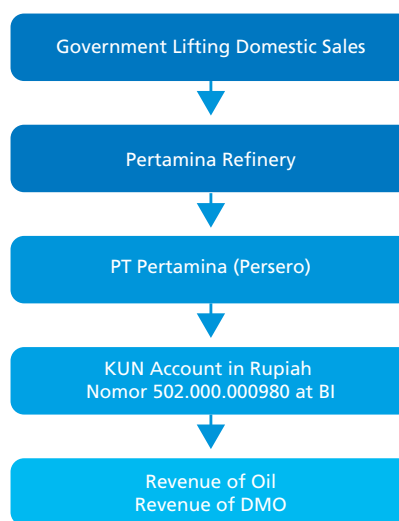 Government Lifting Domestic Sales
Pertamina Refinery
PT Pertamina (Persero)
KUN Account in Rupiah
Nomor 502.000.000980 at BI
Revenue of Oil
Revenue of DMO